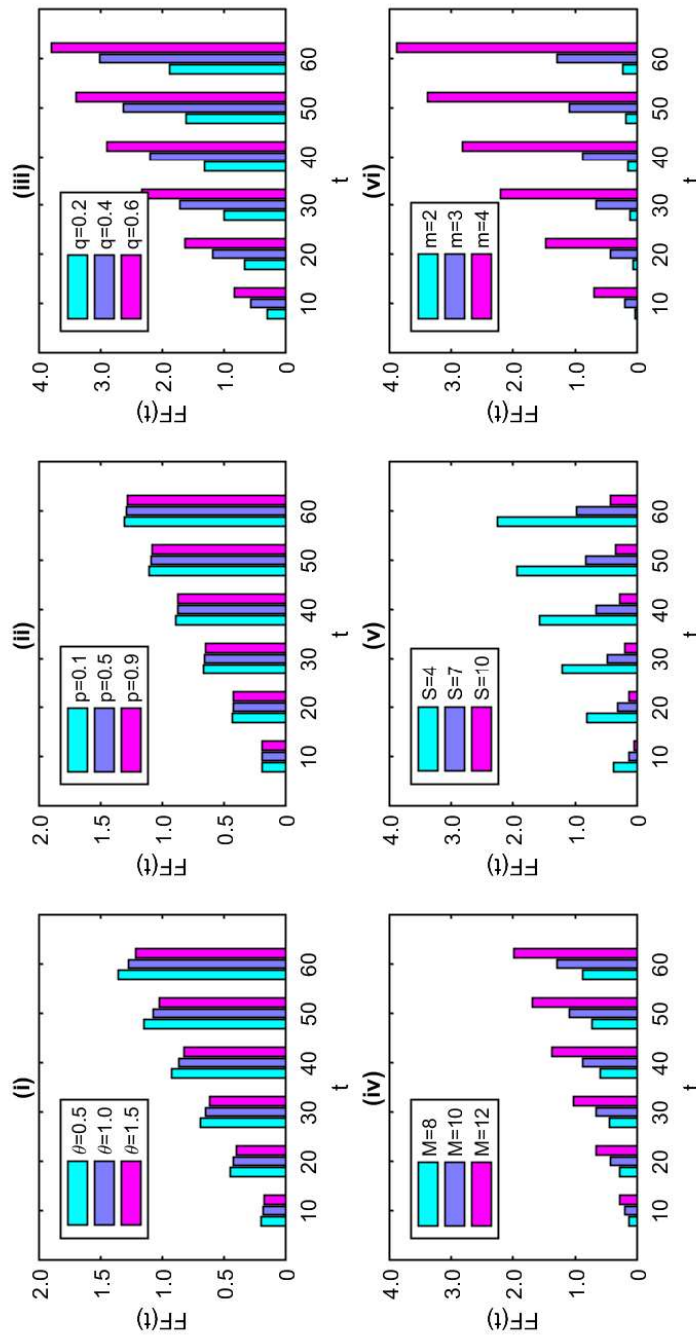 (i)
FF(t)
2.0
1.5
1.0
0.5
0
θ=0.5
θ=1.0
θ=1.5
10 20 30 40 50 60
t
(ii)
FF(t)
2.0
1.5
1.0
0.5
0
p=0.1
p=0.5
p=0.9
10 20 30 40 50 60
t
(iii)
FF(t)
4.0
3.0
2.0
1.0
0
q=0.2
q=0.4
q=0.6
10 20 30 40 50 60
t
(iv)
FF(t)
4.0
3.0
2.0
1.0
0
M=8
M=10
M=12
10 20 30 40 50 60
t
(v)
FF(t)
4.0
3.0
2.0
1.0
0
S=4
S=7
S=10
10 20 30 40 50 60
t
(vi)
FF(t)
4.0
3.0
2.0
1.0
0
m=2
m=3
m=4
10 20 30 40 50 60
t